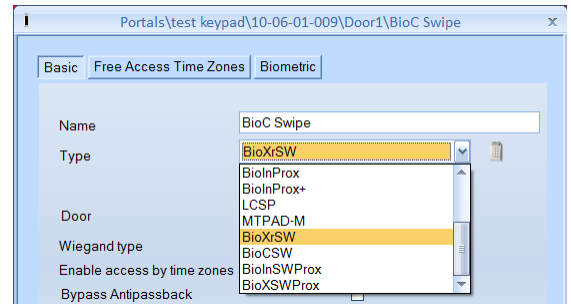 Portals\test keypad\10-06-01-009\Door1\BioC Swipe
Basic
Free Access Time Zones
Biometric
Name
BioC Swipe
Type
BioXrSW
BioInProx
BioInProx+
LCSP
MTPAD-M
BioXrSW
BioCSW
BioInSWProx
BioXSWProx
Door
Wiegand type
Enable access by time zones
Bypass Antipassback